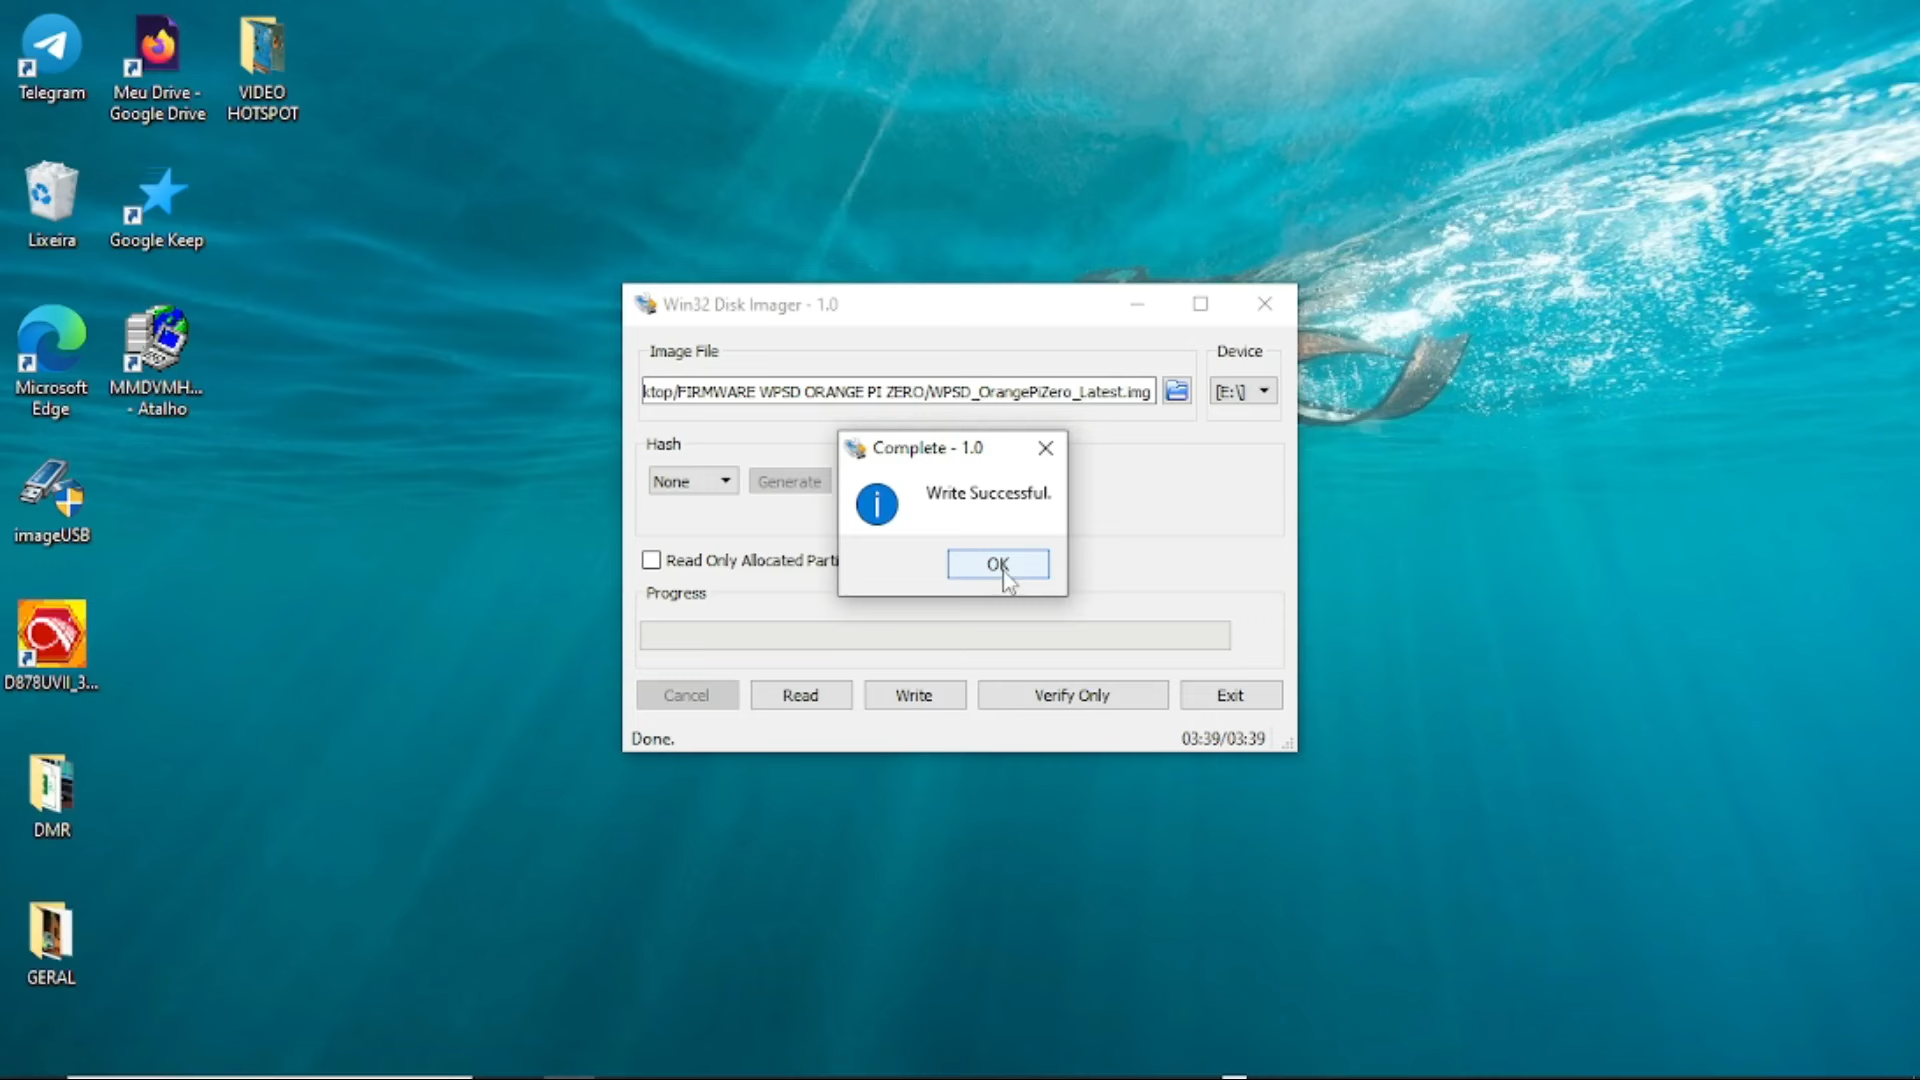 Telegram
Meu Drive -
Google Drive
VIDEO
HOTSPOT
Lixeira
Google Keep
Microsoft
Edge
MMDVMH...
- Atalho
imageUSB
D878UVII_3...
DMR
GERAL
Win32 Disk Imager - 1.0
Image File
Device
ktop/FIRMWARE WPSD ORANGE PI ZERO/WPSD_OrangePiZero_Latest.img
[E:\]
Hash
None
Generate
Complete - 1.0
Write Successful.
OK
Read Only Allocated Parti
Progress
Cancel
Read
Write
Verify Only
Exit
Done.
03:39/03:39